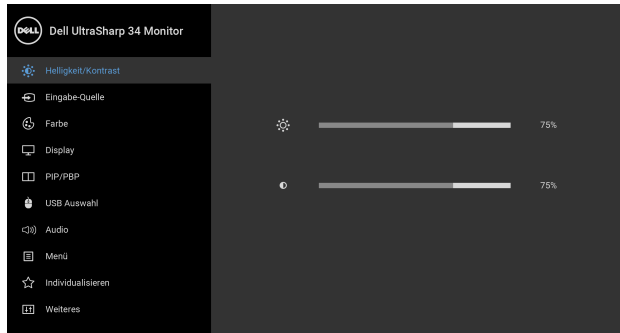 DELL
Dell UltraSharp 34 Monitor
Helligkeit/Kontrast
Eingabe-Quelle
Farbe
Display
PIP/PBP
USB Auswahl
Audio
Menü
Individualisieren
Weiteres
75%
75%